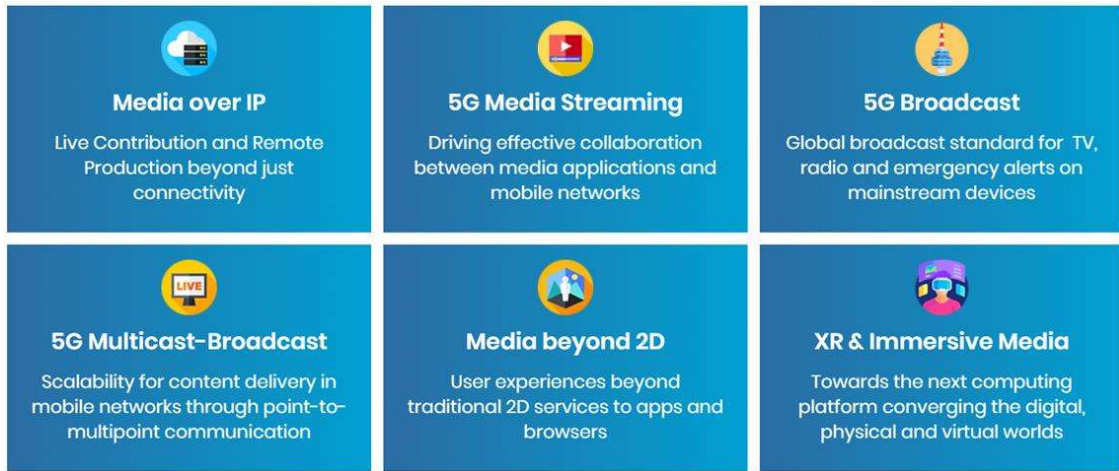 Media over IP
Live Contribution and Remote
Production beyond just
connectivity
5G Media Streaming
Driving effective collaboration
between media applications and
mobile networks
5G Broadcast
Global broadcast standard for TV,
radio and emergency alerts on
mainstream devices
LIVE
5G Multicast-Broadcast
Scalability for content delivery in
mobile networks through point-to-
multipoint communication
Media beyond 2D
User experiences beyond
traditional 2D services to apps and
browsers
XR & Immersive Media
Towards the next computing
platform converging the digital,
physical and virtual worlds